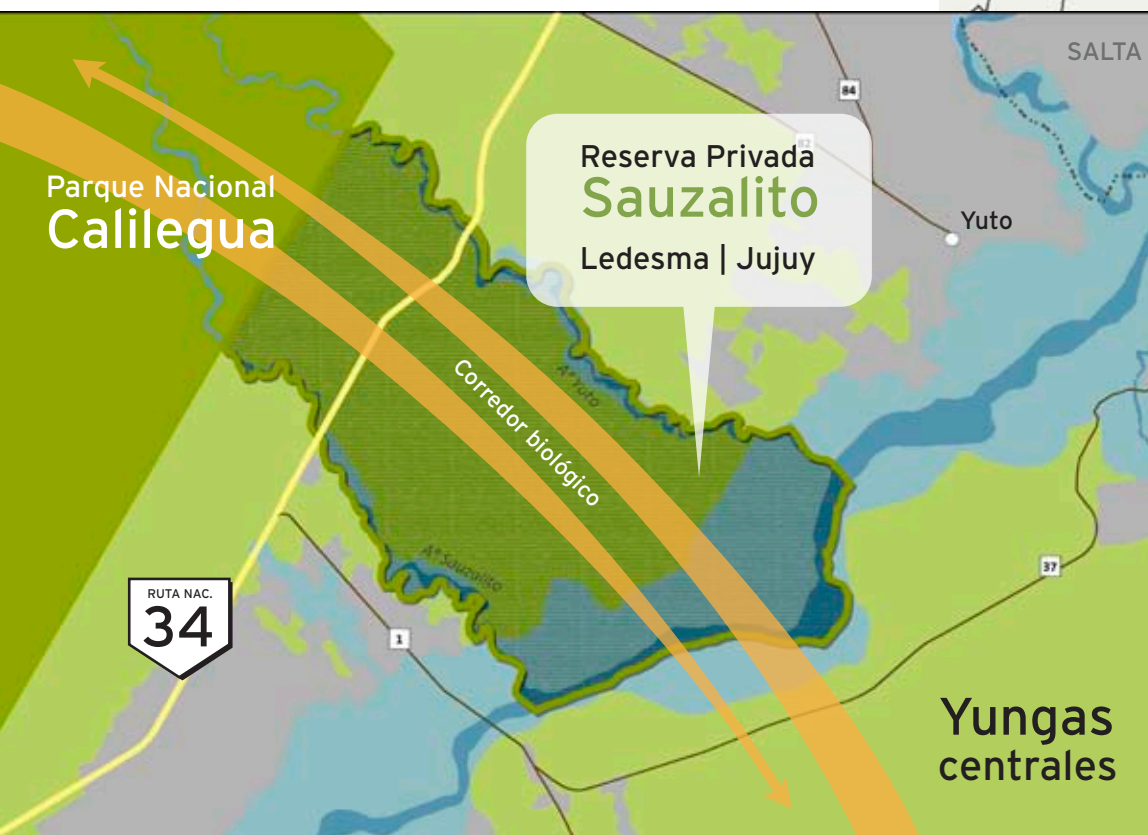 SALTA
84
82
Reserva Privada
Sauzalito
Ledesma | Jujuy
Parque Nacional
Calilegua
Yuto
Aº Yuto
Corredor biológico
Aº Sauzalito
37
RUTA NAC.
34
1
Yungas
centrales